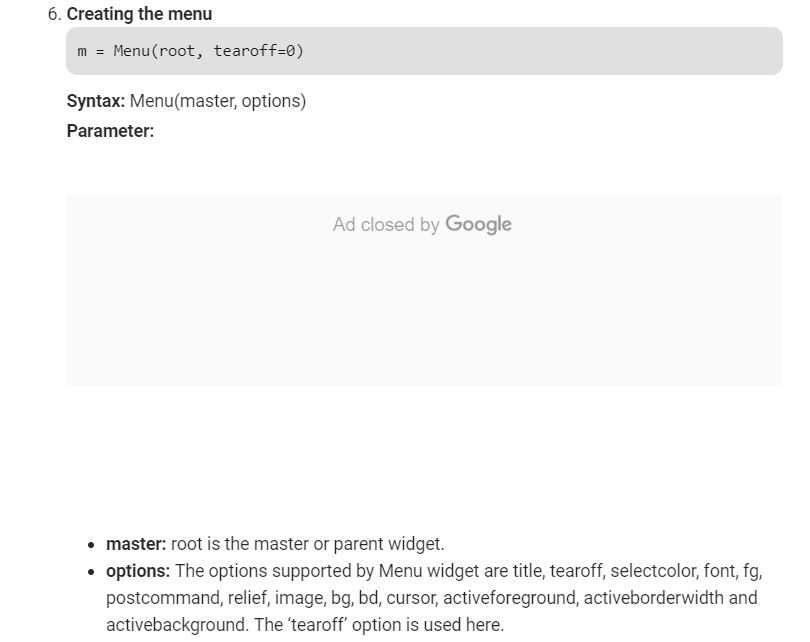 6. Creating the menu
m = Menu(root, tearoff=0)
Syntax: Menu(master, options)
Parameter:
Ad closed by Google
• master: root is the master or parent widget.
• options: The options supported by Menu widget are title, tearoff, selectcolor, font, fg,
postcommand, relief, image, bg, bd, cursor, activeforeground, activeborderwidth and
activebackground. The ‘tearoff’ option is used here.